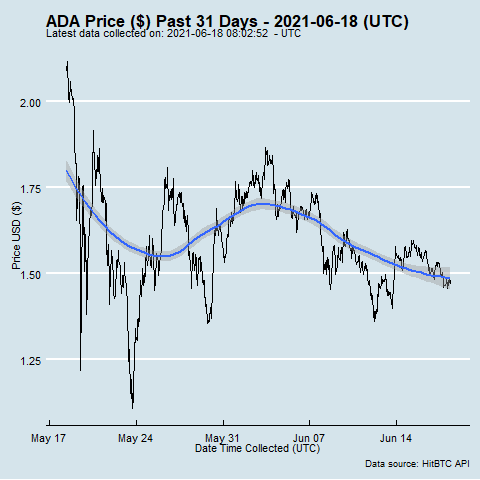 ADA Price ($) Past 31 Days - 2021-06-18 (UTC)
Latest data collected on: 2021-06-18 08:02:52 - UTC
Price USD ($)
2.00
1.75
1.50
1.25
May 17
May 24
May 31
Jun 07
Jun 14
Date Time Collected (UTC)
Data source: HitBTC API